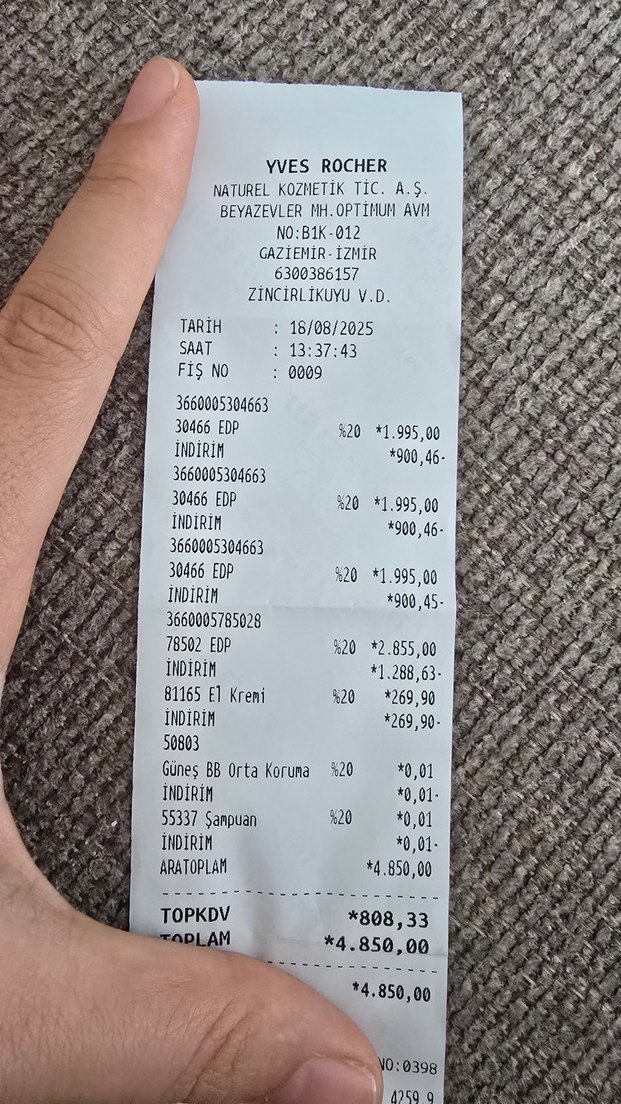 YVES ROCHER
NATUREL KOZMETİK TİC. A.Ş.
BEYAZEVLER MH.OPTİMUM AVM
NO:B1K-012
GAZİEMİR-İZMİR
6300386157
ZİNCİRLİKUYU V.D.
TARİH : 18/08/2025
SAAT : 13:37:43
FİŞ NO : 0009
3660005304663
30466 EDP %20 *1.995,00
İNDİRİM *900,46-
3660005304663
30466 EDP %20 *1.995,00
İNDİRİM *900,46-
3660005304663
30466 EDP %20 *1.995,00
İNDİRİM *900,45-
3660005785028
78502 EDP %20 *2.855,00
İNDİRİM *1.288,63-
81165 El Kremi %20 *269,90
İNDİRİM *269,90-
50803
Güneş BB Orta Koruma %20 *0,01
İNDİRİM *0,01-
55337 Şampuan %20 *0,01
İNDİRİM *0,01-
ARATOPLAM *4.850,00
TOPKDV *808,33
TOPLAM *4.850,00
*4.850,00
NO:0398
4259 9